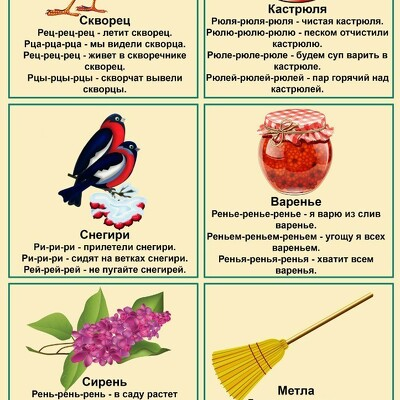 Скворец
Рец-рец-рец - летит скворец.
Рца-рца-рца - мы видели скворца.
Рец-рец-рец - живет в скворечнике
скворец.
Рцы-рцы-рцы - скворчат вывели
скворцы.
Кастрюля
Рюля-рюля-рюля - чистая кастрюля.
Рюлю-рюлю-рюлю - песком отчистили
кастрюлю.
Рюле-рюле-рюле - будем суп варить в
кастрюле.
Рюлей-рюлей-рюлей - пар горячий над
кастрюлей.
Снегири
Ри-ри-ри - прилетели снегири.
Ри-ри-ри - сидят на ветках снегири.
Рей-рей-рей - не пугайте снегирей.
Варенье
Ренье-ренье-ренье - я варю из слив
варенье.
Реньем-реньем-реньем - угощу я всех
вареньем.
Ренья-ренья-ренья - хватит всем
варенья.
Сирень
Рень-рень-рень - в саду растет
Метла